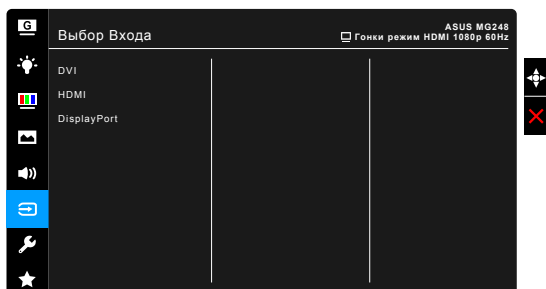 G
ASUS MG248
Выбор Входа
Гонки режим HDMI 1080p 60Hz
DVI
HDMI
DisplayPort